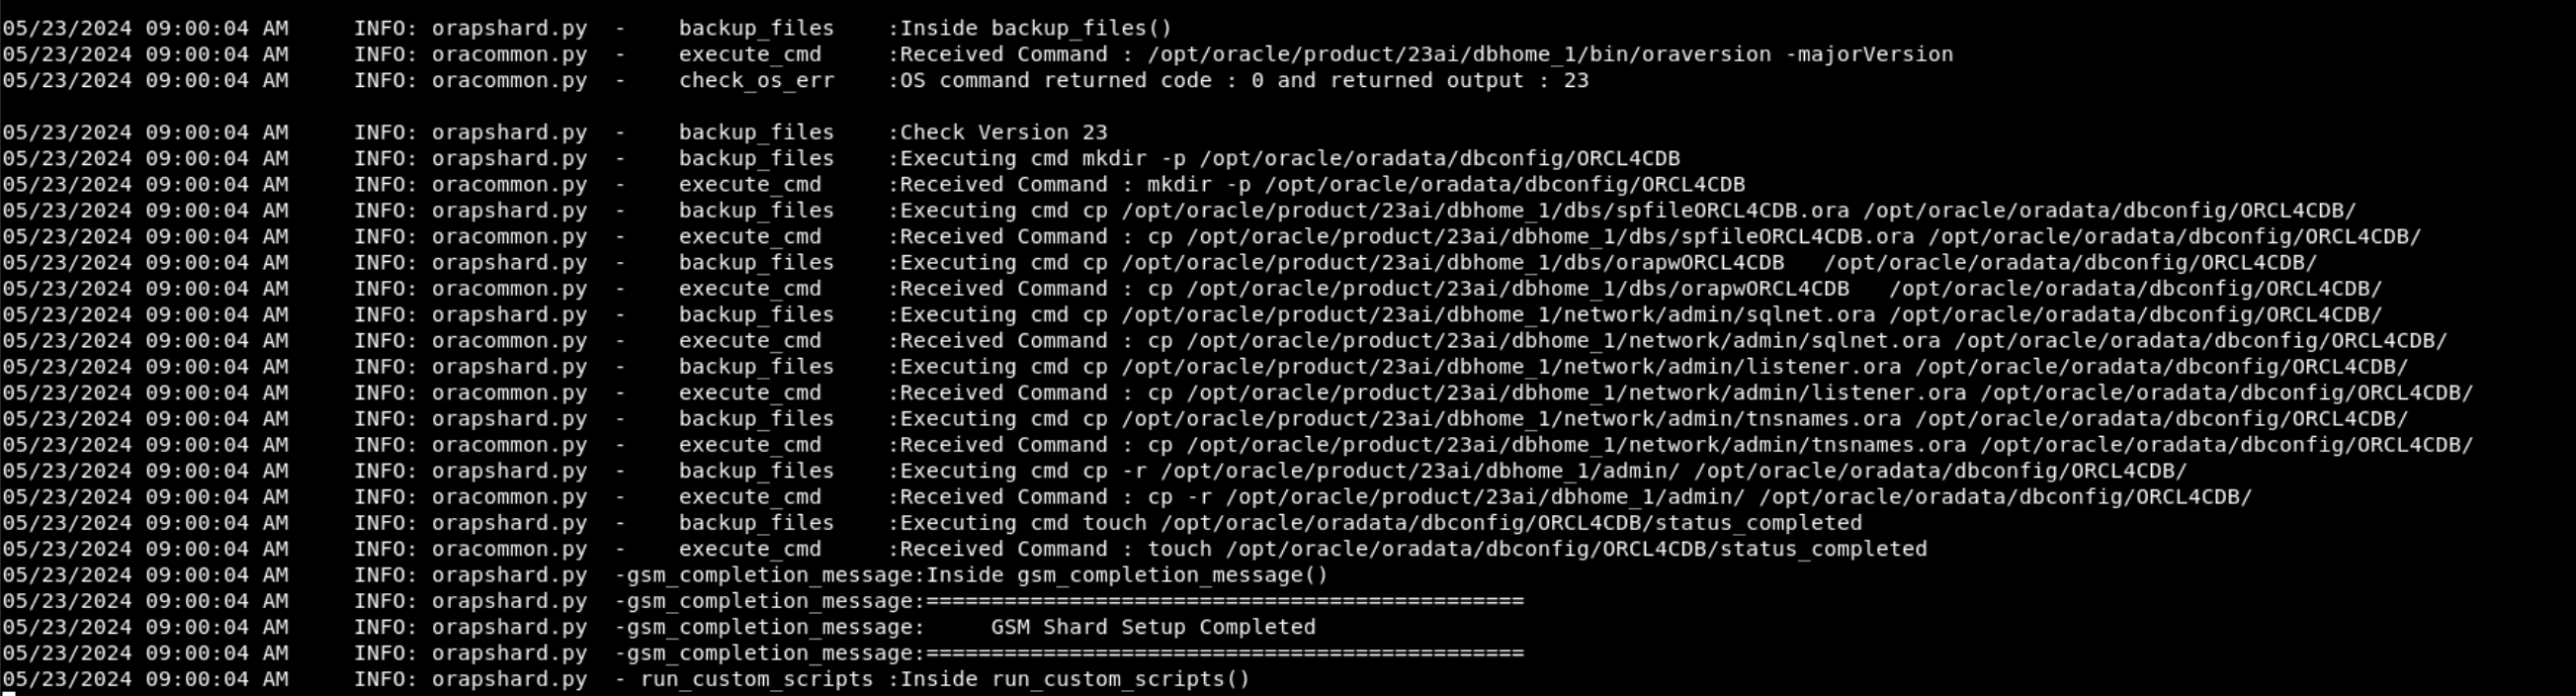 05/23/2024 09:00:04 AM     INFO: orapshard.py  -    backup_files    :Inside backup_files()
05/23/2024 09:00:04 AM     INFO: oracommon.py  -    execute_cmd     :Received Command : /opt/oracle/product/23ai/dbhome_1/bin/oraversion -majorVersion
05/23/2024 09:00:04 AM     INFO: oracommon.py  -    check_os_err    :OS command returned code : 0 and returned output : 23
05/23/2024 09:00:04 AM     INFO: orapshard.py  -    backup_files    :Check Version 23
05/23/2024 09:00:04 AM     INFO: orapshard.py  -    backup_files    :Executing cmd mkdir -p /opt/oracle/oradata/dbconfig/ORCL4CDB
05/23/2024 09:00:04 AM     INFO: oracommon.py  -    execute_cmd     :Received Command : mkdir -p /opt/oracle/oradata/dbconfig/ORCL4CDB
05/23/2024 09:00:04 AM     INFO: orapshard.py  -    backup_files    :Executing cmd cp /opt/oracle/product/23ai/dbhome_1/dbs/spfileORCL4CDB.ora /opt/oracle/oradata/dbconfig/ORCL4CDB/
05/23/2024 09:00:04 AM     INFO: oracommon.py  -    execute_cmd     :Received Command : cp /opt/oracle/product/23ai/dbhome_1/dbs/spfileORCL4CDB.ora /opt/oracle/oradata/dbconfig/ORCL4CDB/
05/23/2024 09:00:04 AM     INFO: orapshard.py  -    backup_files    :Executing cmd cp /opt/oracle/product/23ai/dbhome_1/dbs/orapwORCL4CDB   /opt/oracle/oradata/dbconfig/ORCL4CDB/
05/23/2024 09:00:04 AM     INFO: oracommon.py  -    execute_cmd     :Received Command : cp /opt/oracle/product/23ai/dbhome_1/dbs/orapwORCL4CDB   /opt/oracle/oradata/dbconfig/ORCL4CDB/
05/23/2024 09:00:04 AM     INFO: orapshard.py  -    backup_files    :Executing cmd cp /opt/oracle/product/23ai/dbhome_1/network/admin/sqlnet.ora /opt/oracle/oradata/dbconfig/ORCL4CDB/
05/23/2024 09:00:04 AM     INFO: oracommon.py  -    execute_cmd     :Received Command : cp /opt/oracle/product/23ai/dbhome_1/network/admin/sqlnet.ora /opt/oracle/oradata/dbconfig/ORCL4CDB/
05/23/2024 09:00:04 AM     INFO: orapshard.py  -    backup_files    :Executing cmd cp /opt/oracle/product/23ai/dbhome_1/network/admin/listener.ora /opt/oracle/oradata/dbconfig/ORCL4CDB/
05/23/2024 09:00:04 AM     INFO: oracommon.py  -    execute_cmd     :Received Command : cp /opt/oracle/product/23ai/dbhome_1/network/admin/listener.ora /opt/oracle/oradata/dbconfig/ORCL4CDB/
05/23/2024 09:00:04 AM     INFO: orapshard.py  -    backup_files    :Executing cmd cp /opt/oracle/product/23ai/dbhome_1/network/admin/tnsnames.ora /opt/oracle/oradata/dbconfig/ORCL4CDB/
05/23/2024 09:00:04 AM     INFO: oracommon.py  -    execute_cmd     :Received Command : cp /opt/oracle/product/23ai/dbhome_1/network/admin/tnsnames.ora /opt/oracle/oradata/dbconfig/ORCL4CDB/
05/23/2024 09:00:04 AM     INFO: orapshard.py  -    backup_files    :Executing cmd cp -r /opt/oracle/product/23ai/dbhome_1/admin/ /opt/oracle/oradata/dbconfig/ORCL4CDB/
05/23/2024 09:00:04 AM     INFO: oracommon.py  -    execute_cmd     :Received Command : cp -r /opt/oracle/product/23ai/dbhome_1/admin/ /opt/oracle/oradata/dbconfig/ORCL4CDB/
05/23/2024 09:00:04 AM     INFO: orapshard.py  -    backup_files    :Executing cmd touch /opt/oracle/oradata/dbconfig/ORCL4CDB/status_completed
05/23/2024 09:00:04 AM     INFO: oracommon.py  -    execute_cmd     :Received Command : touch /opt/oracle/oradata/dbconfig/ORCL4CDB/status_completed
05/23/2024 09:00:04 AM     INFO: orapshard.py  -gsm_completion_message:Inside gsm_completion_message()
05/23/2024 09:00:04 AM     INFO: orapshard.py  -gsm_completion_message:==============================================
05/23/2024 09:00:04 AM     INFO: orapshard.py  -gsm_completion_message:     GSM Shard Setup Completed
05/23/2024 09:00:04 AM     INFO: orapshard.py  -gsm_completion_message:==============================================
05/23/2024 09:00:04 AM     INFO: orapshard.py  - run_custom_scripts :Inside run_custom_scripts()